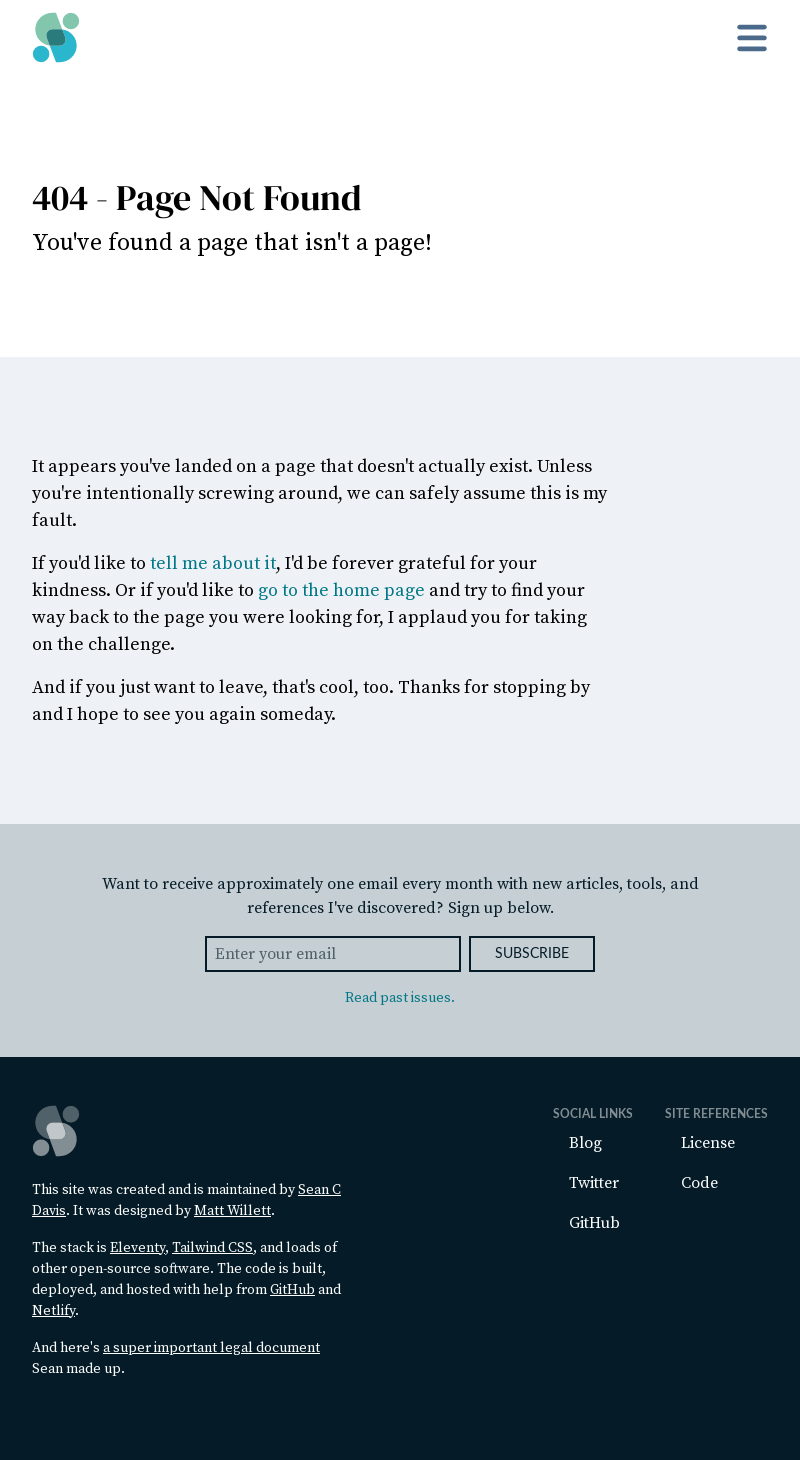 404 - Page Not Found
You've found a page that isn't a page!
It appears you've landed on a page that doesn't actually exist. Unless
you're intentionally screwing around, we can safely assume this is my
fault.
If you'd like to tell me about it, I'd be forever grateful for your
kindness. Or if you'd like to go to the home page and try to find your
way back to the page you were looking for, I applaud you for taking
on the challenge.
And if you just want to leave, that's cool, too. Thanks for stopping by
and I hope to see you again someday.
Want to receive approximately one email every month with new articles, tools, and
references I've discovered? Sign up below.
Enter your email
SUBSCRIBE
Read past issues.
This site was created and is maintained by Sean C
Davis. It was designed by Matt Willett.
The stack is Eleventy, Tailwind CSS, and loads of
other open-source software. The code is built,
deployed, and hosted with help from GitHub and
Netlify.
And here's a super important legal document
Sean made up.
SOCIAL LINKS
Blog
Twitter
GitHub
SITE REFERENCES
License
Code